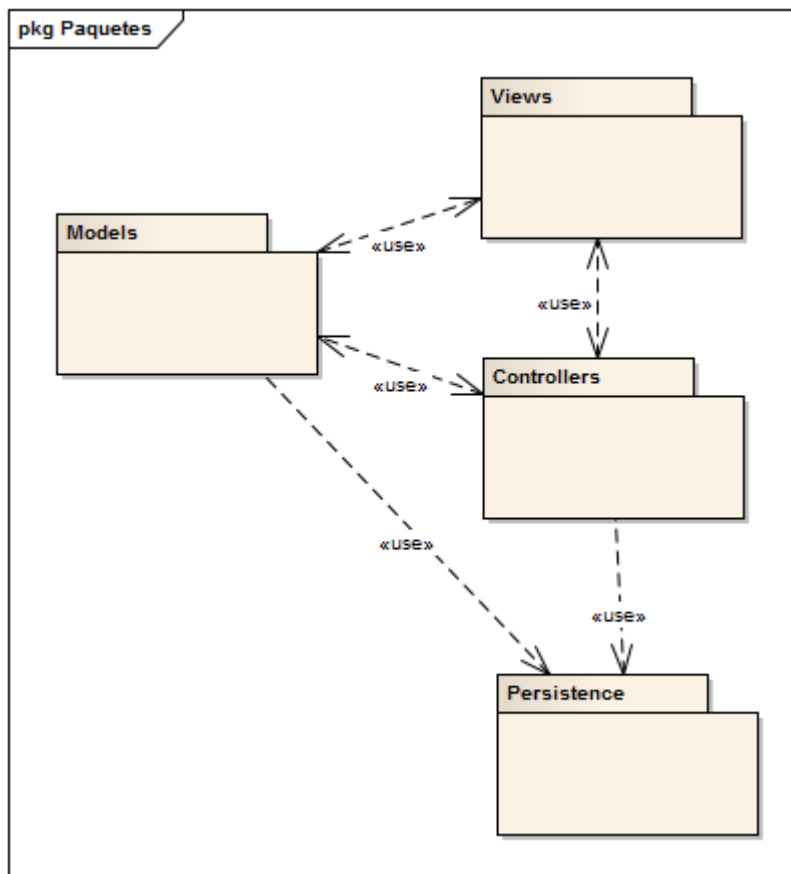 pkg Paquetes
Views
Models
«use»
«use»
«use»
Controllers
«use»
«use»
Persistence